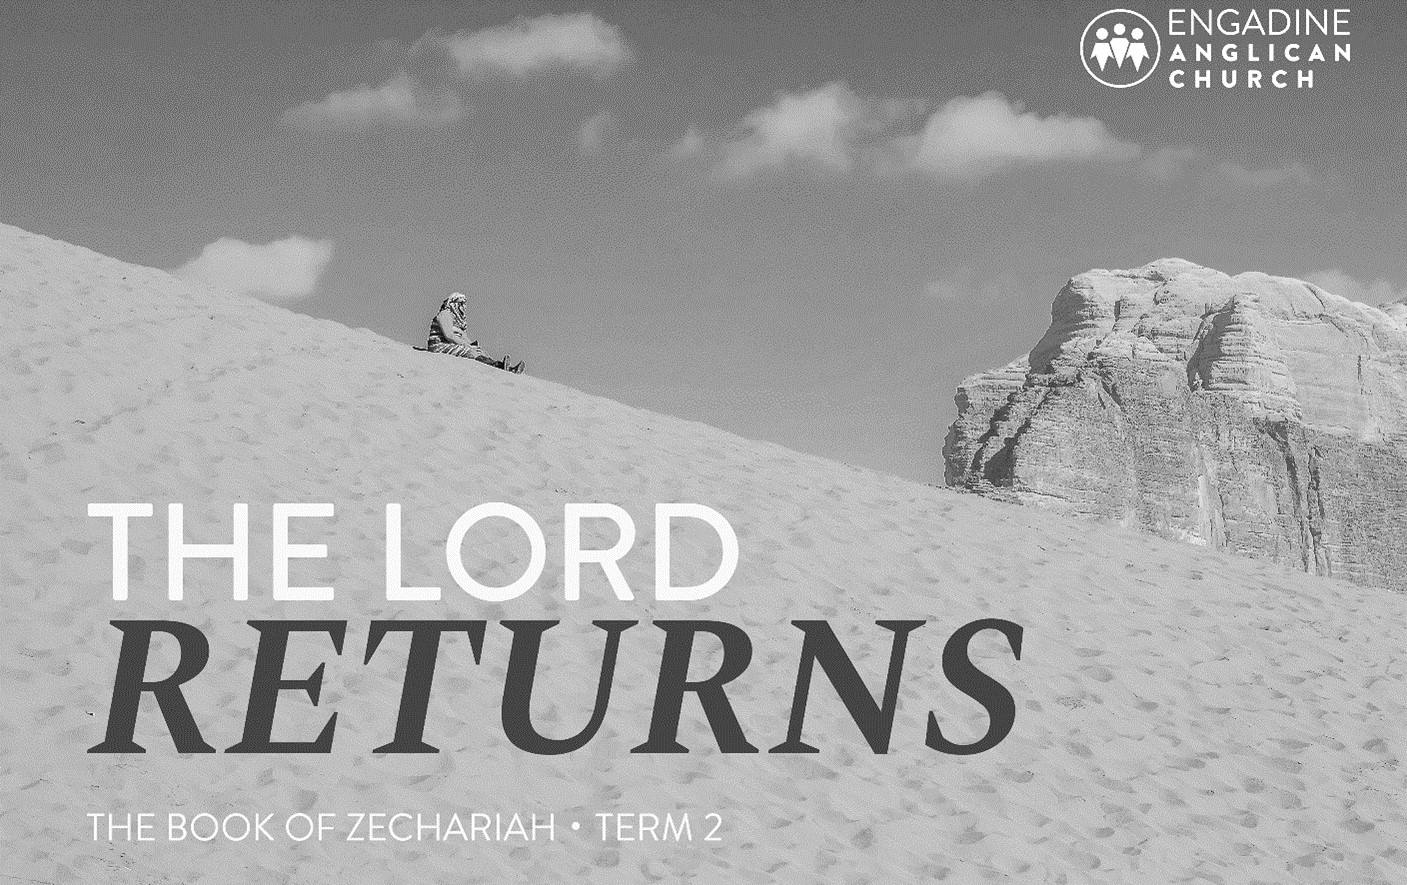 ENGADINE
ANGLICAN
CHURCH
THE LORD
RETURNS
THE BOOK OF ZECHARIAH • TERM 2